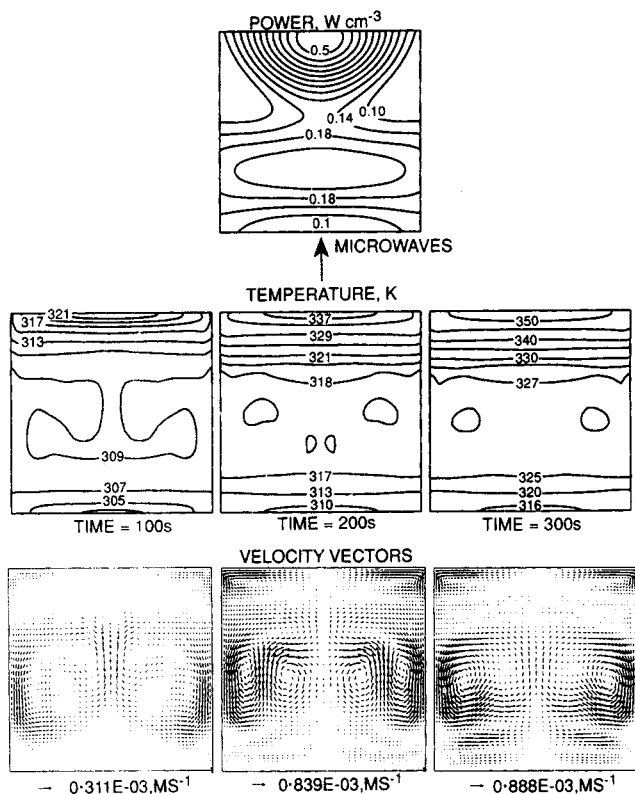 POWER, W cm⁻³
0.5
0.14 0.10
0.18
0.18
0.1
MICROWAVES
TEMPERATURE, K
321
317
313
309
307
305
TIME = 100s
337
329
321
318
317
313
310
TIME = 200s
350
340
330
327
325
320
316
TIME = 300s
VELOCITY VECTORS
→ 0·311E-03,MS⁻¹
→ 0·839E-03,MS⁻¹
→ 0·888E-03,MS⁻¹